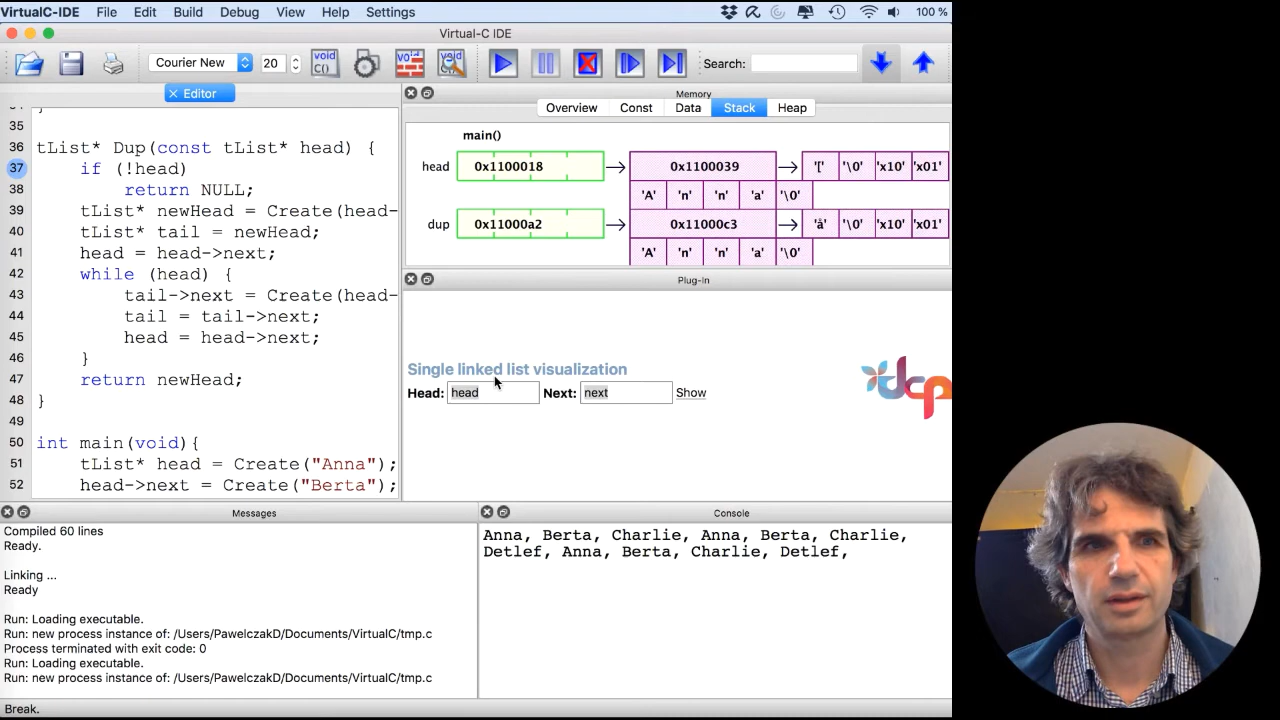 VirtualC-IDE File Edit Build Debug View Help Settings 100 %
Virtual-C IDE
Courier New 20 void C() void Search:
Editor
35
36 tList* Dup(const tList* head) {
37 if (!head)
38 return NULL;
39 tList* newHead = Create(head-
40 tList* tail = newHead;
41 head = head->next;
42 while (head) {
43 tail->next = Create(head-
44 tail = tail->next;
45 head = head->next;
46 }
47 return newHead;
48 }
49
50 int main(void){
51 tList* head = Create("Anna");
52 head->next = Create("Berta");
Memory
Overview Const Data Stack Heap
main()
head 0x1100018 0x1100039 '[' '\0' 'x10' 'x01'
'A' 'n' 'n' 'a' '\0'
dup 0x11000a2 0x11000c3 'å' '\0' 'x10' 'x01'
'A' 'n' 'n' 'a' '\0'
Plug-In
Single linked list visualization
Head: head Next: next Show
tdcp
Messages
Compiled 60 lines
Ready.
Linking ...
Ready
Run: Loading executable.
Run: new process instance of: /Users/PawelczakD/Documents/VirtualC/tmp.c
Process terminated with exit code: 0
Run: Loading executable.
Run: new process instance of: /Users/PawelczakD/Documents/VirtualC/tmp.c
Console
Anna, Berta, Charlie, Anna, Berta, Charlie,
Detlef, Anna, Berta, Charlie, Detlef,
Break.